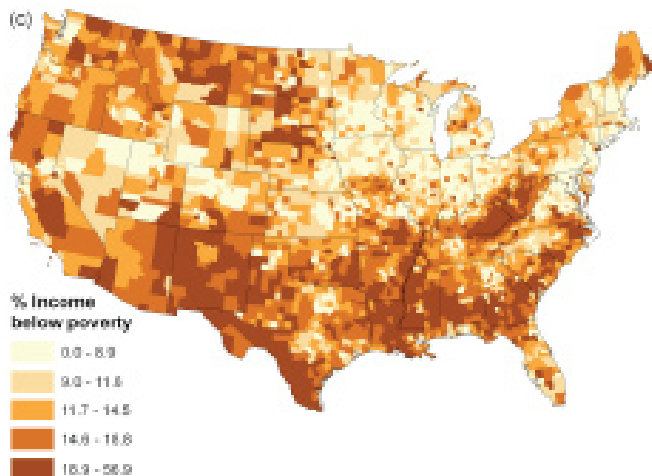 (c)
% Income
below poverty
0.0 - 8.9
9.0 - 11.6
11.7 - 14.5
14.6 - 18.8
18.9 - 56.9